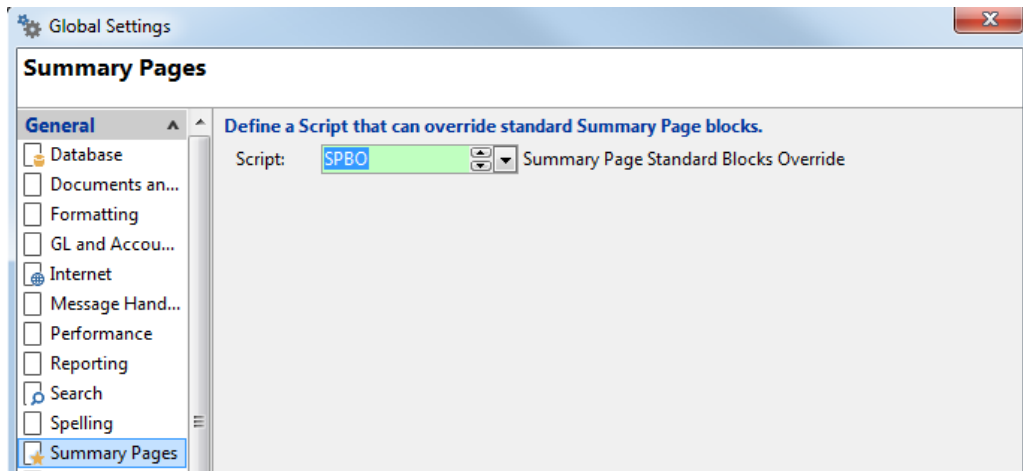 Global Settings
Summary Pages
General
Database
Documents an...
Formatting
GL and Accou...
Internet
Message Hand...
Performance
Reporting
Search
Spelling
Summary Pages
Define a Script that can override standard Summary Page blocks.
Script: SPBO Summary Page Standard Blocks Override